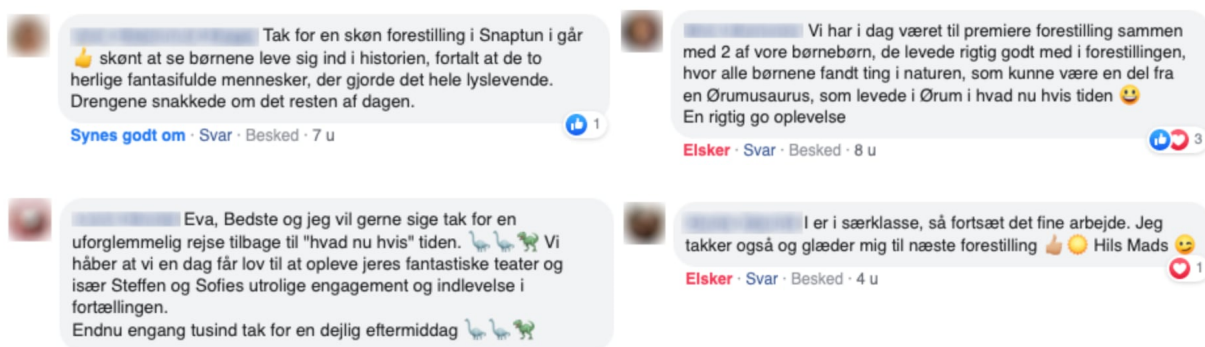 Tak for en skøn forestilling i Snaptun i går
👍 skønt at se børnene leve sig ind i historien, fortalt at de to
herlige fantasifulde mennesker, der gjorde det hele lyslevende.
Drengene snakkede om det resten af dagen.
1
Synes godt om · Svar · Besked · 7 u
Vi har i dag været til premiere forestilling sammen
med 2 af vore børnebørn, de levede rigtig godt med i forestillingen,
hvor alle børnene fandt ting i naturen, som kunne være en del fra
en Ørumusaurus, som levede i Ørum i hvad nu hvis tiden 😀
En rigtig go oplevelse
3
Elsker · Svar · Besked · 8 u
Eva, Bedste og jeg vil gerne sige tak for en
uforglemmelig rejse tilbage til "hvad nu hvis" tiden. 🦕🦕🦖 Vi
håber at vi en dag får lov til at opleve jeres fantastiske teater og
især Steffen og Sofies utrolige engagement og indlevelse i
fortællingen.
Endnu engang tusind tak for en dejlig eftermiddag 🦕🦕🦖
I er i særklasse, så fortsæt det fine arbejde. Jeg
takker også og glæder mig til næste forestilling 👍🏼☀️ Hils Mads 😉
1
Elsker · Svar · Besked · 4 u